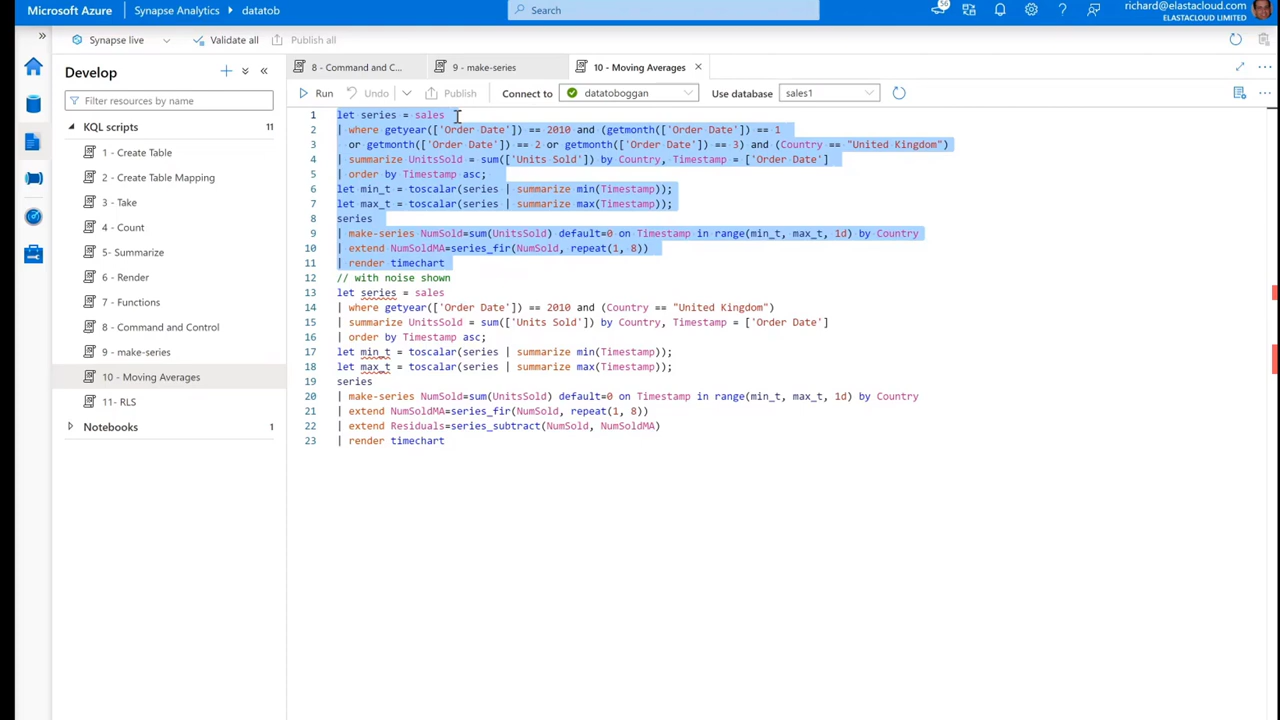 Microsoft Azure
Synapse Analytics
datatob
Search
56
richard@elastacloud.com
ELASTACLOUD LIMITED
Synapse live
Validate all
Publish all
Develop
Filter resources by name
KQL scripts
11
1 - Create Table
2 - Create Table Mapping
3 - Take
4 - Count
5- Summarize
6 - Render
7 - Functions
8 - Command and Control
9 - make-series
10 - Moving Averages
11- RLS
Notebooks
1
8 - Command and C...
9 - make-series
10 - Moving Averages
Run
Undo
Publish
Connect to
datatoboggan
Use database
sales1
1 let series = sales
2 | where getyear(['Order Date']) == 2010 and (getmonth(['Order Date']) == 1
3 or getmonth(['Order Date']) == 2 or getmonth(['Order Date']) == 3) and (Country == "United Kingdom")
4 | summarize UnitsSold = sum(['Units Sold']) by Country, Timestamp = ['Order Date']
5 | order by Timestamp asc;
6 let min_t = toscalar(series | summarize min(Timestamp));
7 let max_t = toscalar(series | summarize max(Timestamp));
8 series
9 | make-series NumSold=sum(UnitsSold) default=0 on Timestamp in range(min_t, max_t, 1d) by Country
10 | extend NumSoldMA=series_fir(NumSold, repeat(1, 8))
11 | render timechart
12 // with noise shown
13 let series = sales
14 | where getyear(['Order Date']) == 2010 and (Country == "United Kingdom")
15 | summarize UnitsSold = sum(['Units Sold']) by Country, Timestamp = ['Order Date']
16 | order by Timestamp asc;
17 let min_t = toscalar(series | summarize min(Timestamp));
18 let max_t = toscalar(series | summarize max(Timestamp));
19 series
20 | make-series NumSold=sum(UnitsSold) default=0 on Timestamp in range(min_t, max_t, 1d) by Country
21 | extend NumSoldMA=series_fir(NumSold, repeat(1, 8))
22 | extend Residuals=series_subtract(NumSold, NumSoldMA)
23 | render timechart